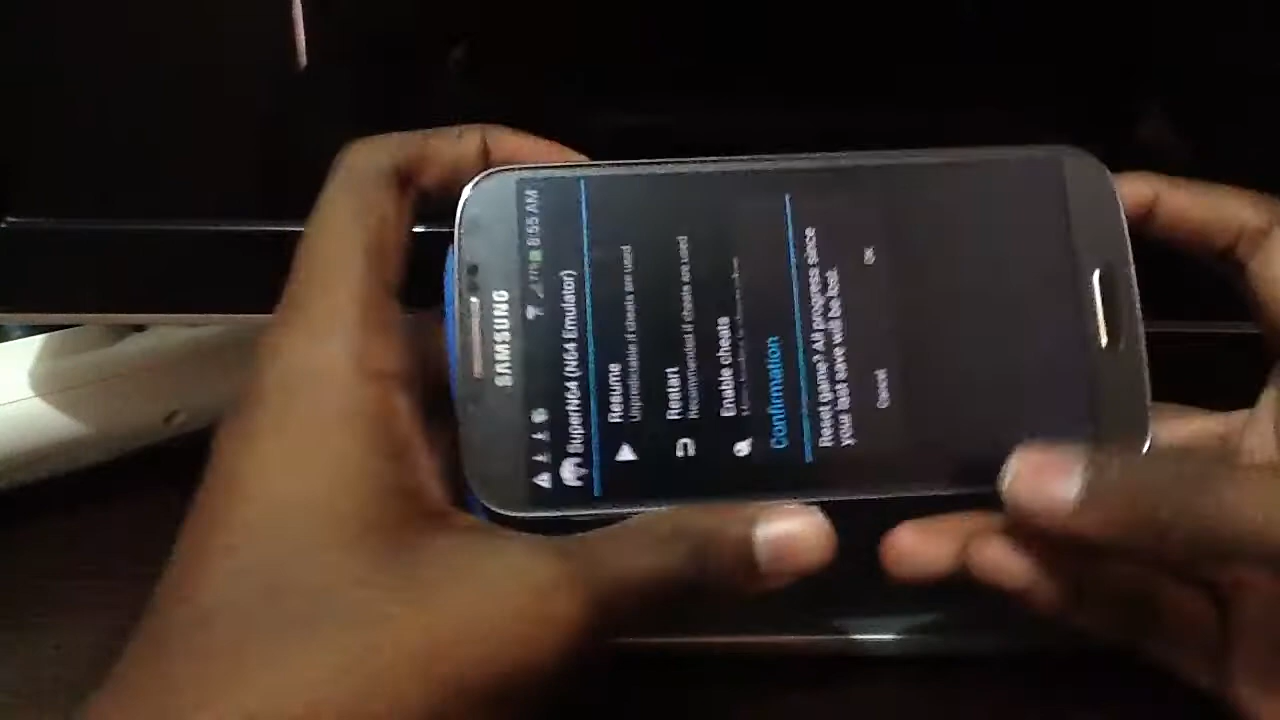 SAMSUNG
8:55 AM
SuperN64 (N64 Emulator)
Resume
Unpredictable if cheats are used
Restart
Recommended if cheats are used
Enable cheats
Confirmation
Reset game? All progress since
your last save will be lost.
Cancel OK